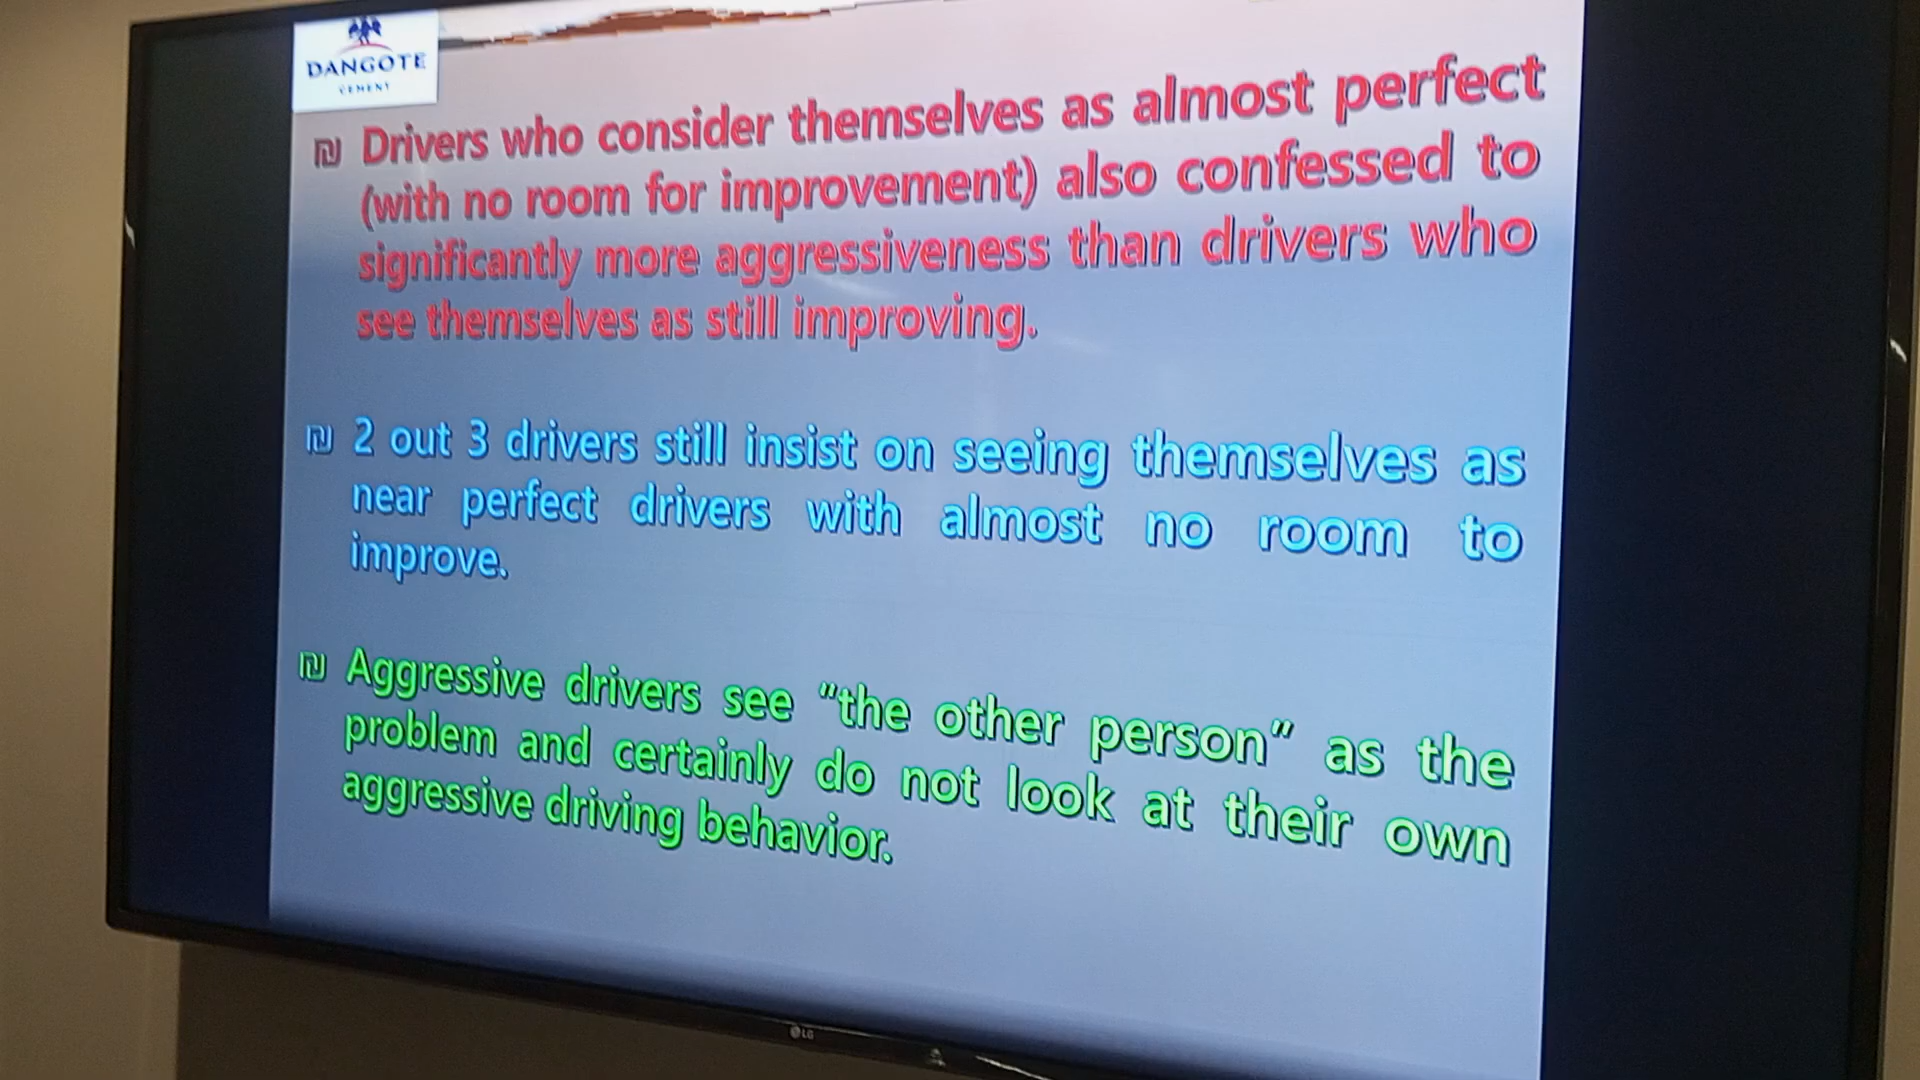 DANGOTE
CEMENT
Drivers who consider themselves as almost perfect
(with no room for improvement) also confessed to
significantly more aggressiveness than drivers who
see themselves as still improving.
2 out 3 drivers still insist on seeing themselves as
near perfect drivers with almost no room to
improve.
Aggressive drivers see “the other person” as the
problem and certainly do not look at their own
aggressive driving behavior.
LG